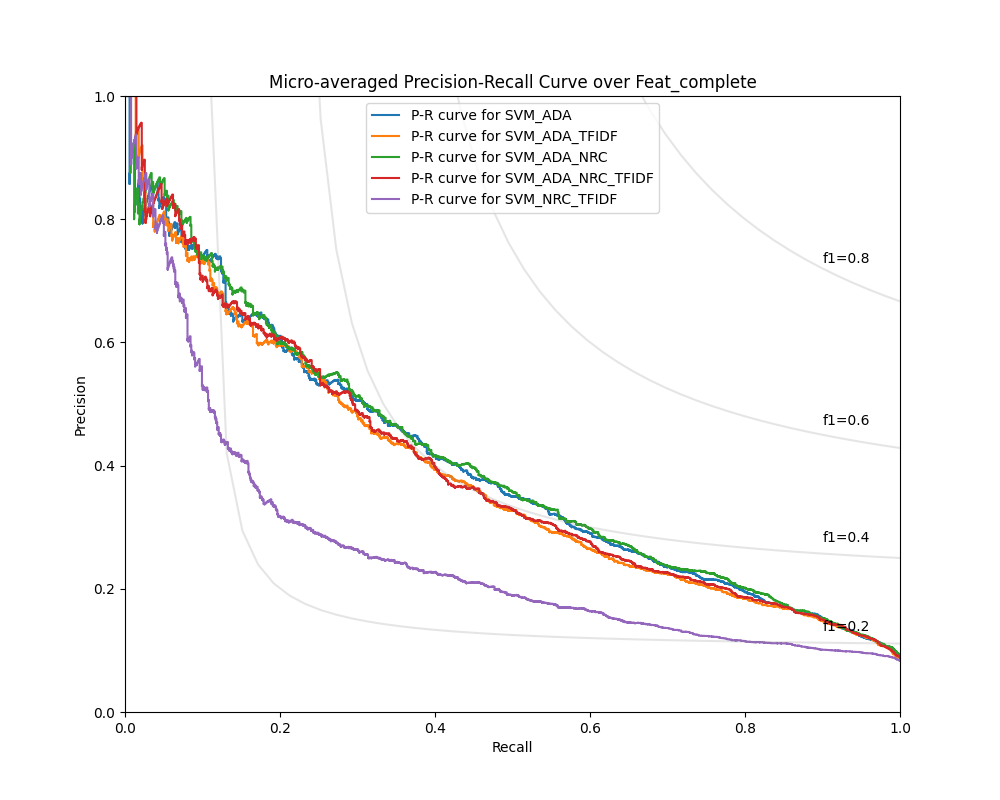 Micro-averaged Precision-Recall Curve over Feat_complete
P-R curve for SVM_ADA
P-R curve for SVM_ADA_TFIDF
P-R curve for SVM_ADA_NRC
P-R curve for SVM_ADA_NRC_TFIDF
P-R curve for SVM_NRC_TFIDF
f1=0.8
f1=0.6
f1=0.4
f1=0.2
Precision
1.0
0.8
0.6
0.4
0.2
0.0
0.0 0.2 0.4 0.6 0.8 1.0
Recall